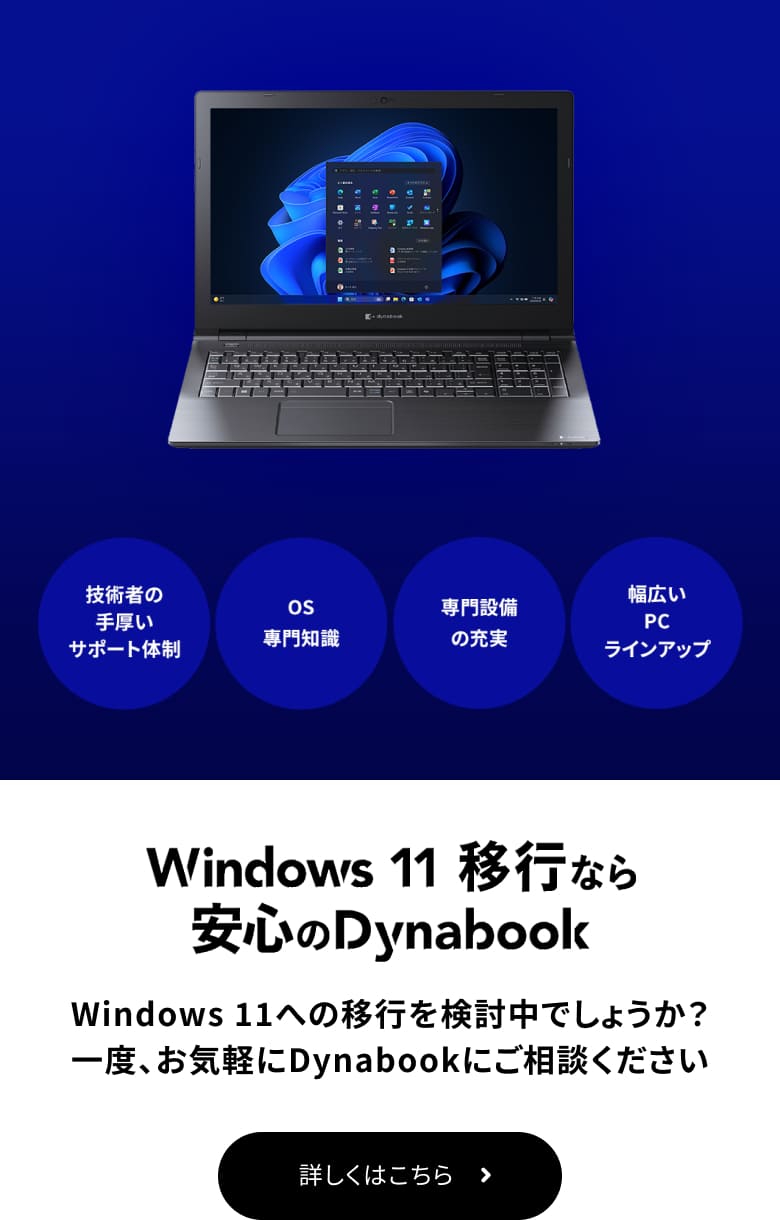 dynabook
技術者の
手厚い
サポート体制
OS
専門知識
専門設備
の充実
幅広い
PC
ラインアップ
Windows 11 移行なら
安心のDynabook
Windows 11への移行を検討中でしょうか？
一度、お気軽にDynabookにご相談ください
詳しくはこちら